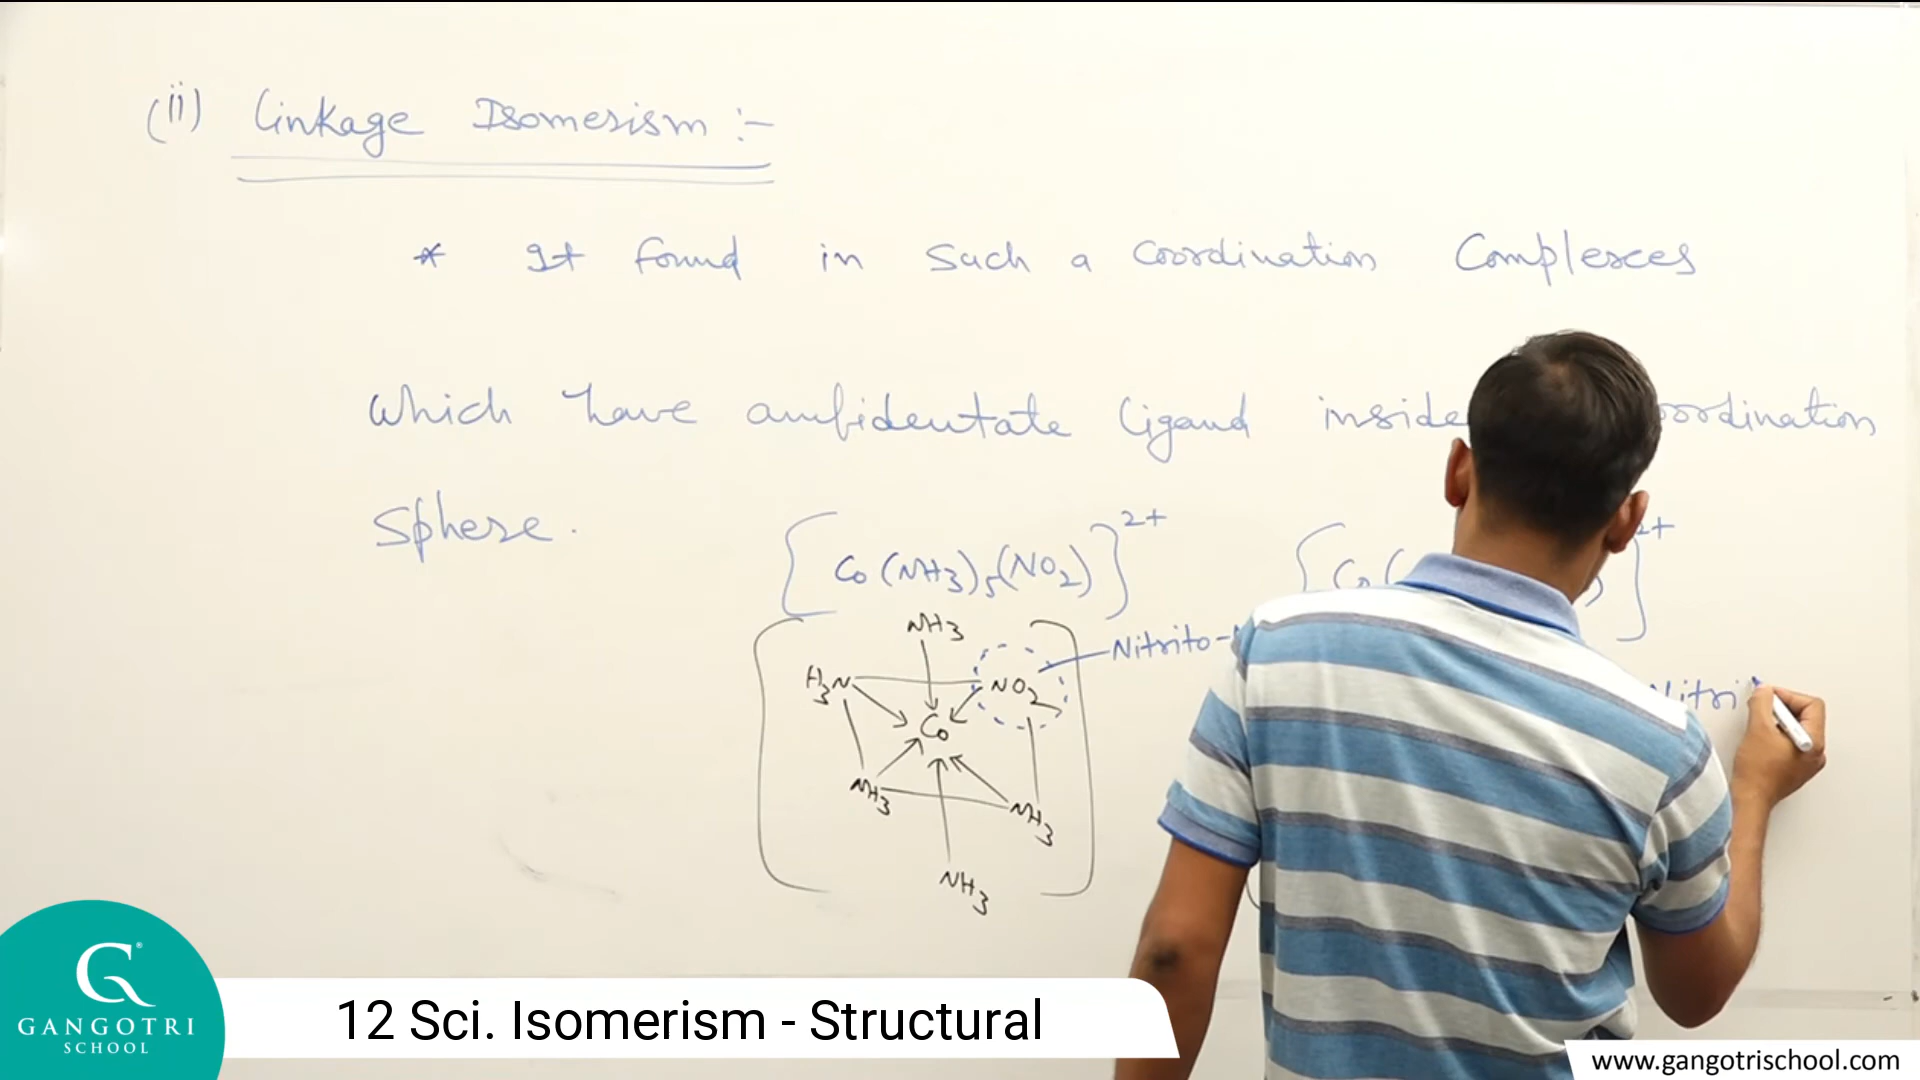 (ii) Linkage Isomerism :-
* It found in Such a Coordination Complexes
Which have ambidentate ligand inside
Sphere.
[Co(NH3)5(NO2)]2+
NH3
H3N
NO2
Nitrito-
Co
NH3
NH3
NH3
2+
GANGOTRI
SCHOOL
12 Sci. Isomerism - Structural
www.gangotrischool.com